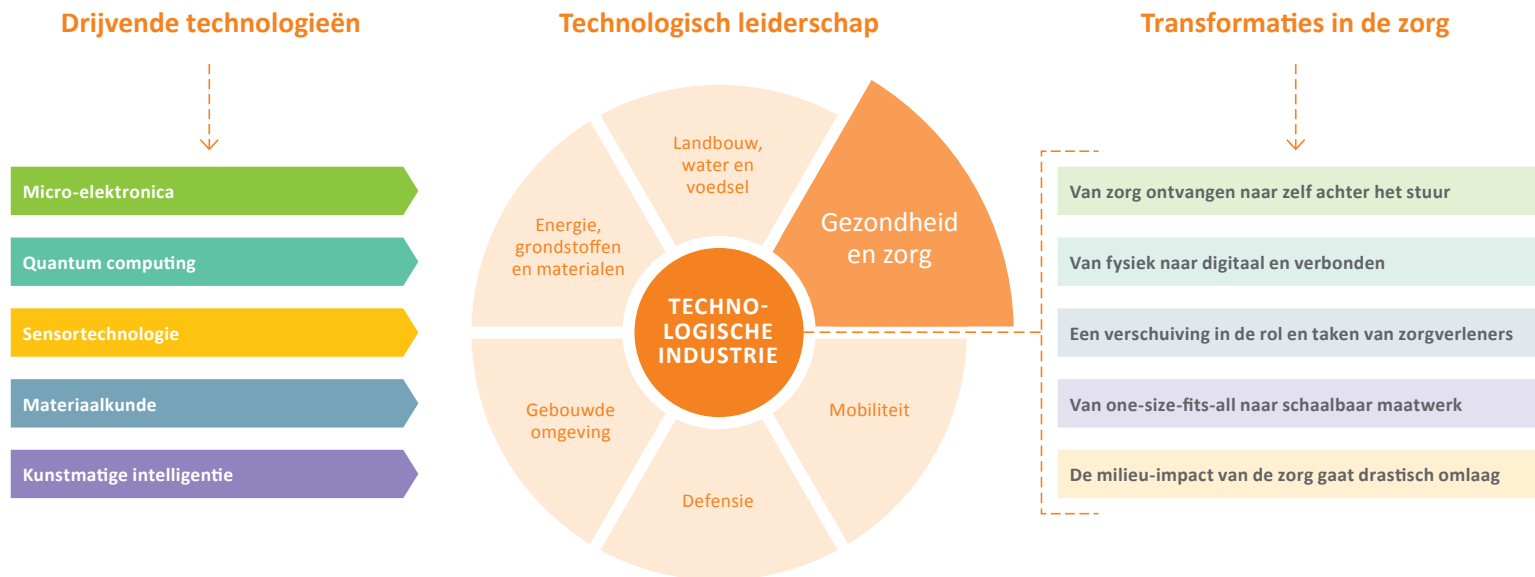 Drijvende technologieën
Micro-elektronica
Quantum computing
Sensortechnologie
Materiaalkunde
Kunstmatige intelligentie
Technologisch leiderschap
Landbouw,
water en
voedsel
Gezondheid
en zorg
Energie,
grondstoffen
en materialen
TECHNO-
LOGISCHE
INDUSTRIE
Gebouwde
omgeving
Mobiliteit
Defensie
Transformaties in de zorg
Van zorg ontvangen naar zelf achter het stuur
Van fysiek naar digitaal en verbonden
Een verschuiving in de rol en taken van zorgverleners
Van one-size-fits-all naar schaalbaar maatwerk
De milieu-impact van de zorg gaat drastisch omlaag